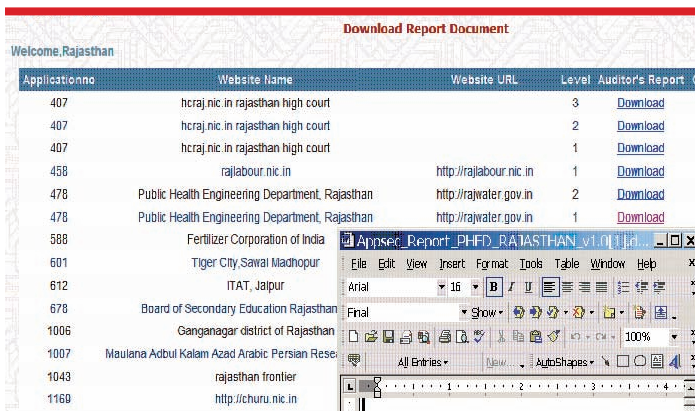 Download Report Document
Welcome,Rajasthan
Applicationno Website Name Website URL Level Auditor's Report
407 hcraj.nic.in rajasthan high court 3 Download
407 hcraj.nic.in rajasthan high court 2 Download
407 hcraj.nic.in rajasthan high court 1 Download
458 rajlabour.nic.in http://rajlabour.nic.in 1 Download
478 Public Health Engineering Department, Rajasthan http://rajwater.gov.in 2 Download
478 Public Health Engineering Department, Rajasthan http://rajwater.gov.in 1 Download
588 Fertilizer Corporation of India
Appsec_Report_PHED_RAJASTHAN_v1.0[1].d...
601 Tiger City,Sawai Madhopur
File Edit View Insert Format Tools Table Window Help
612 ITAT, Jaipur
Arial 16 B I U
678 Board of Secondary Education Rajasthan
Final Show
1006 Ganganagar district of Rajasthan
100%
1007 Maulana Adbul Kalam Azad Arabic Persian Rese
All Entries New... AutoShapes
1043 rajasthan frontier
L 1 2 3 4
1169 http://churu.nic.in